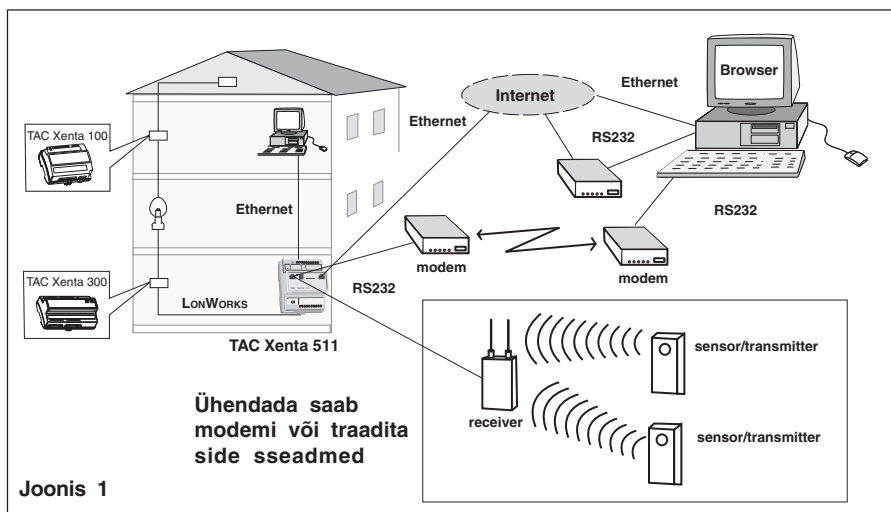 Browser
Ethernet
Internet
Ethernet
RS232
TAC Xenta 100
Ethernet
RS232
modem
modem
TAC Xenta 300
LONWORKS
RS232
TAC Xenta 511
sensor/transmitter
receiver
sensor/transmitter
Ühendada saab
modemi või traadita
side sseadmed
Joonis 1